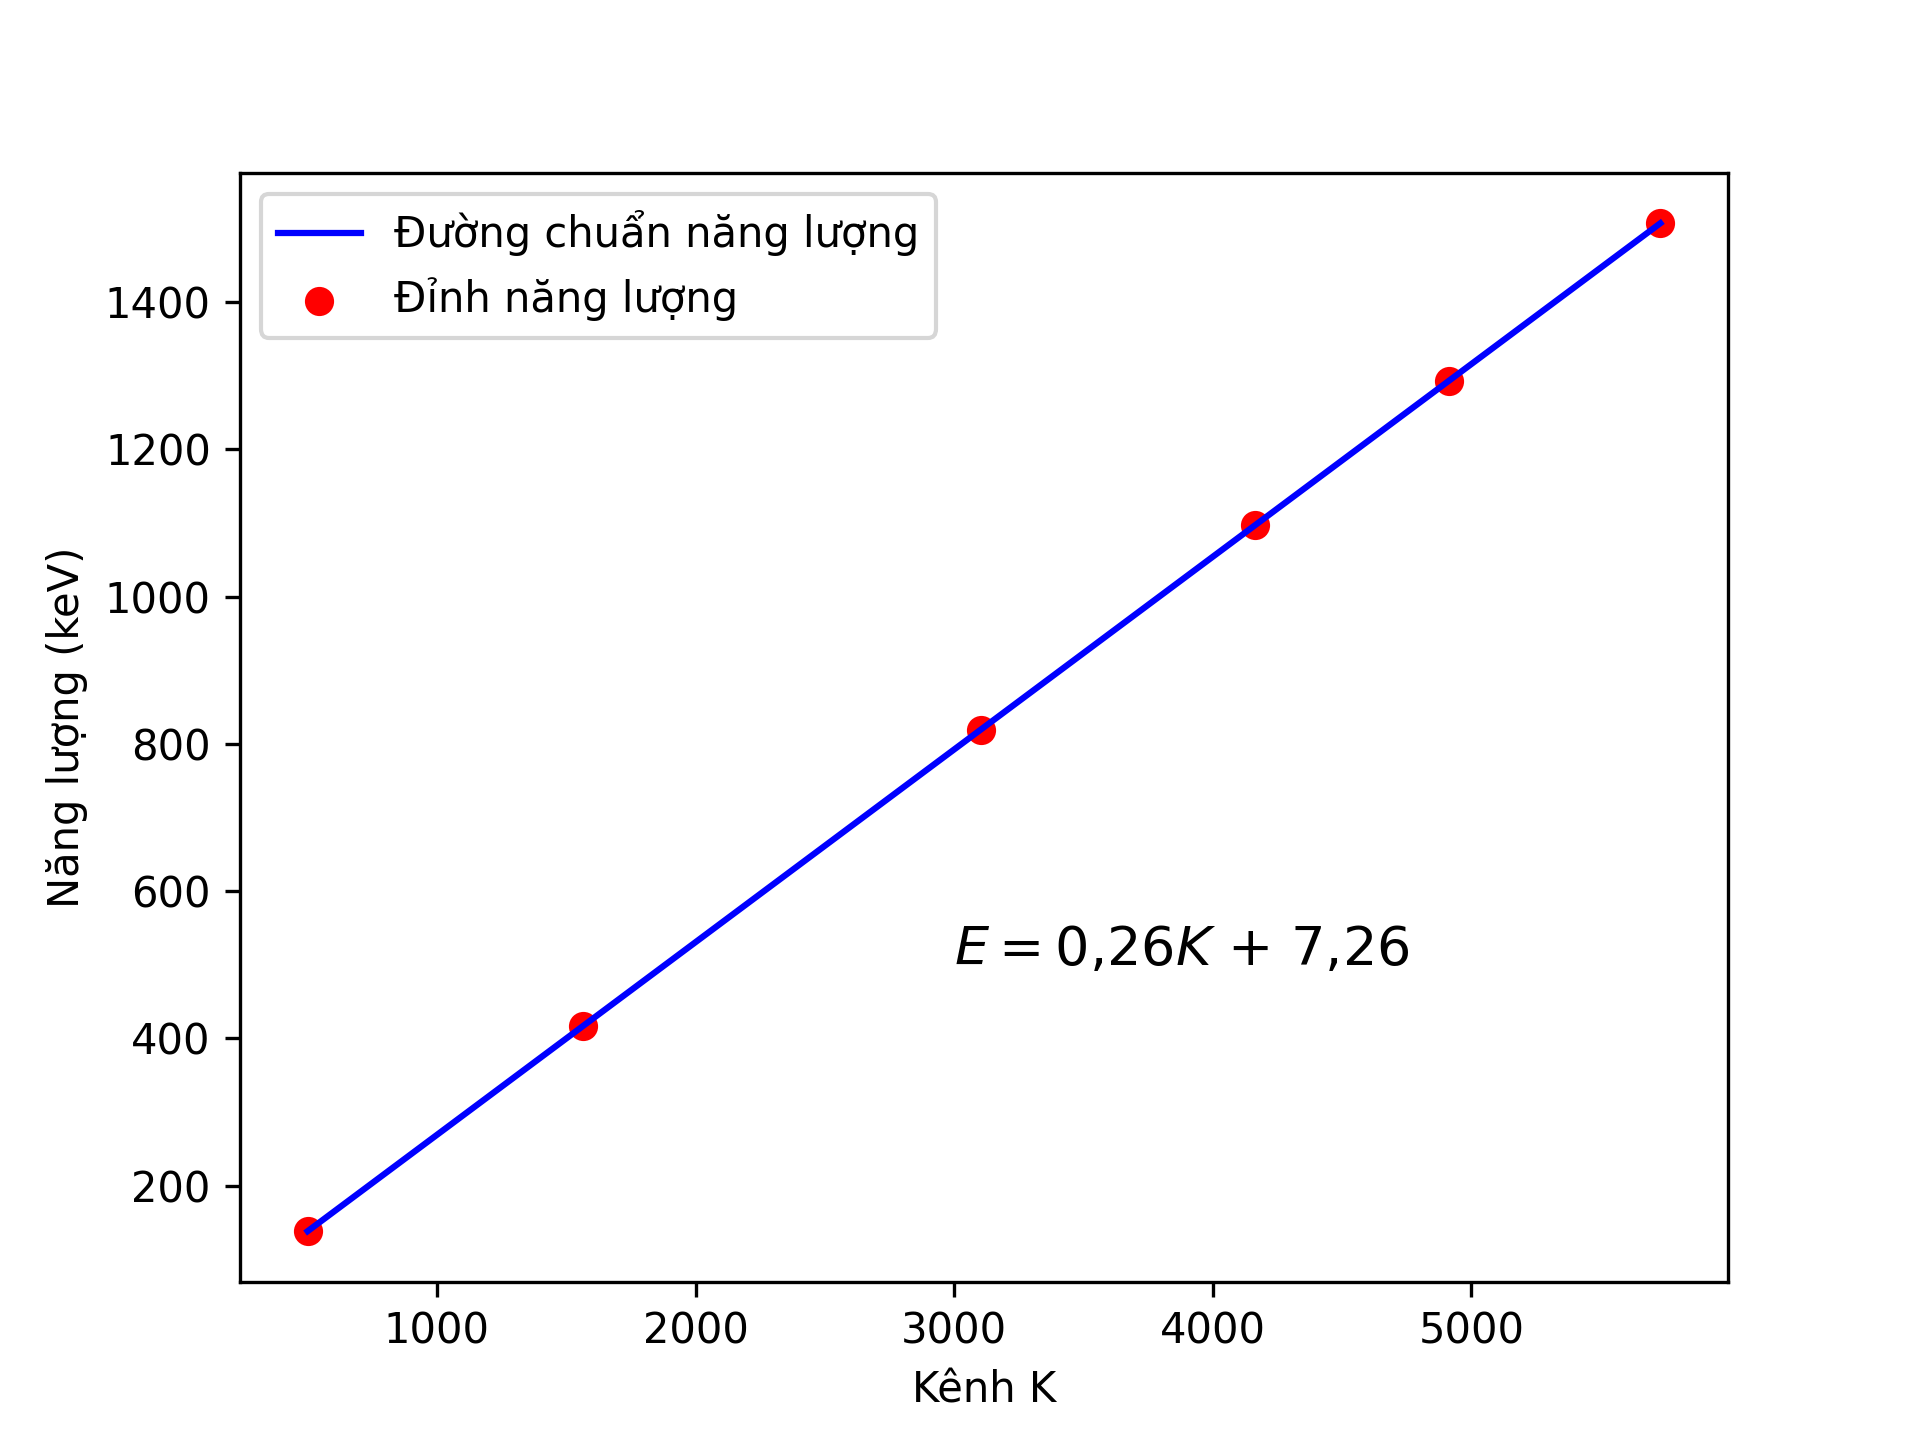 Đường chuẩn năng lượng
Đỉnh năng lượng
1400
1200
1000
800
600
400
200
Năng lượng (keV)
E = 0,26K + 7,26
1000 2000 3000 4000 5000
Kênh K